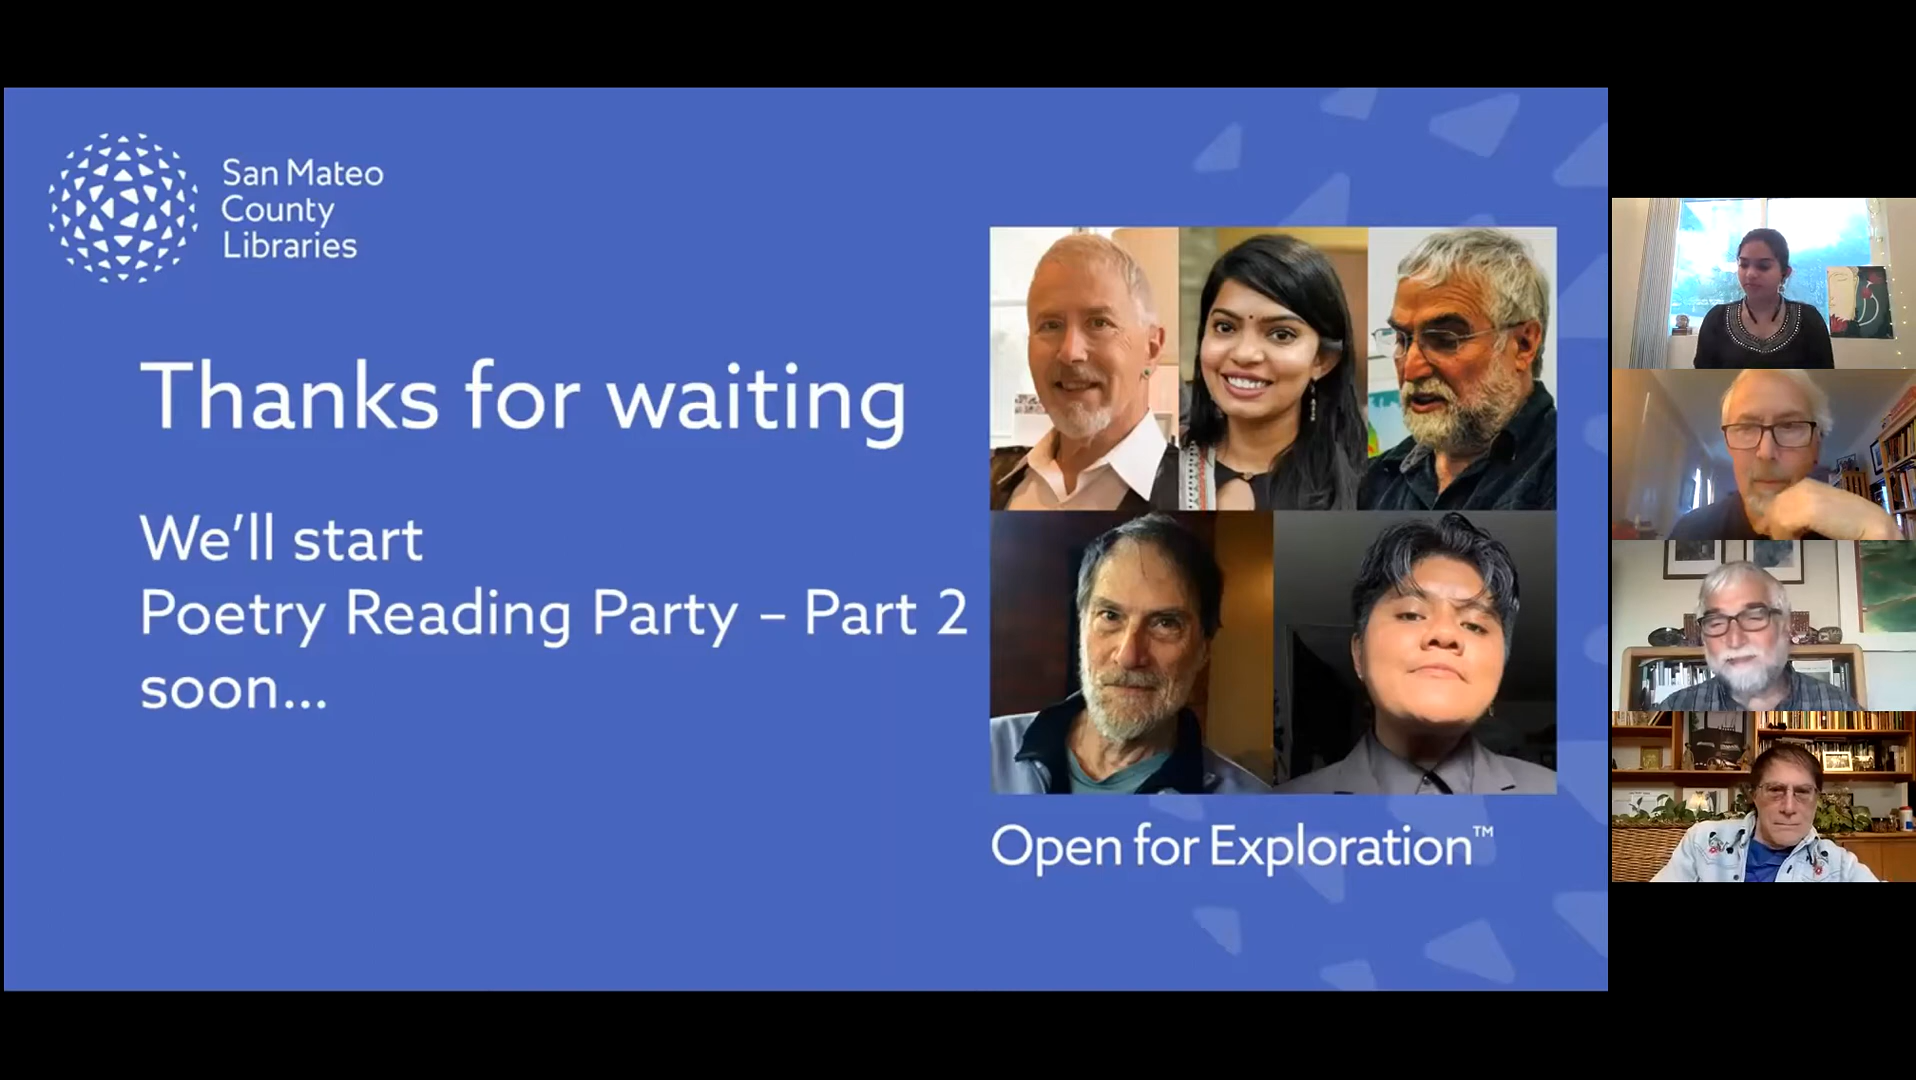 San Mateo
County
Libraries
Thanks for waiting
We'll start
Poetry Reading Party – Part 2
soon...
Open for Exploration™